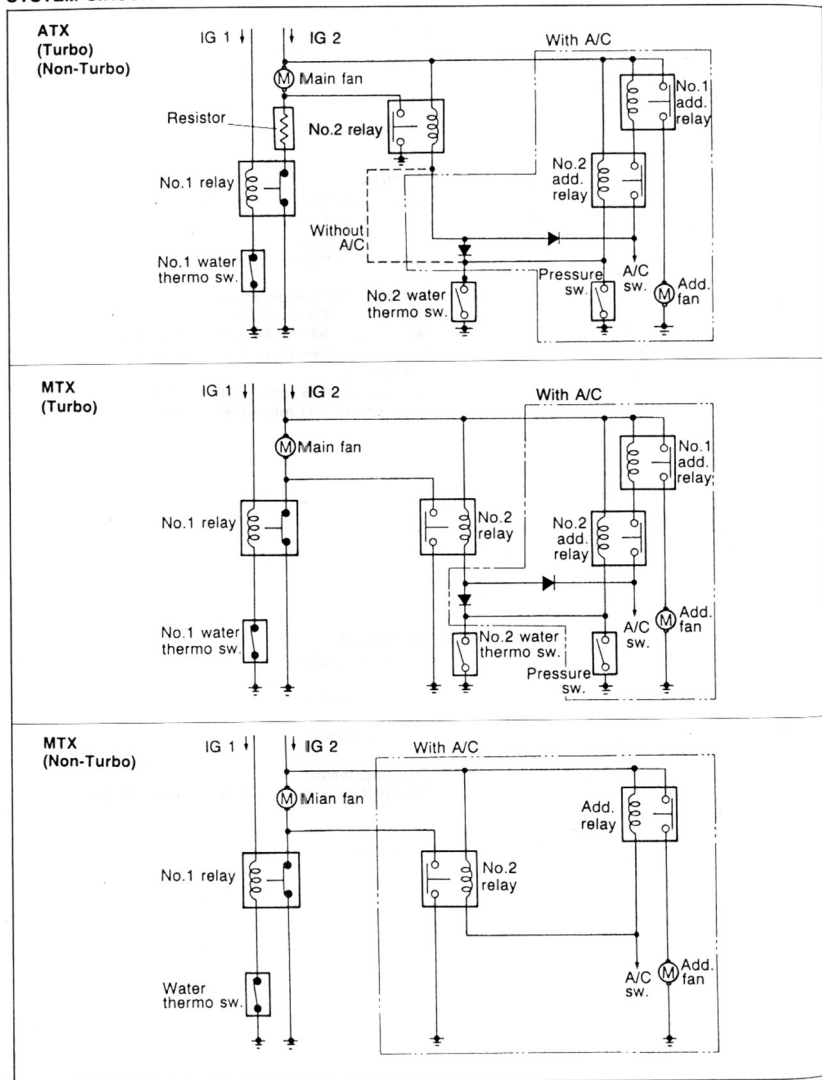 ATX
(Turbo)
(Non-Turbo)
IG 1
IG 2
With A/C
Main fan
Resistor
No.2 relay
No.1
add.
relay
No.1 relay
No.2
add.
relay
Without
A/C
No.1 water
thermo sw.
No.2 water
thermo sw.
Pressure
sw.
A/C
sw.
M
Add.
fan
M
MTX
(Turbo)
IG 1
IG 2
With A/C
M
Main fan
No.1
add.
relay
No.1 relay
No.2
relay
No.2
add.
relay
No.1 water
thermo sw.
No.2 water
thermo sw.
Pressure
sw.
A/C
sw.
M
Add.
fan
MTX
(Non-Turbo)
IG 1
IG 2
With A/C
M
Mian fan
Add.
relay
No.1 relay
No.2
relay
Water
thermo sw.
A/C
sw.
M
Add.
fan